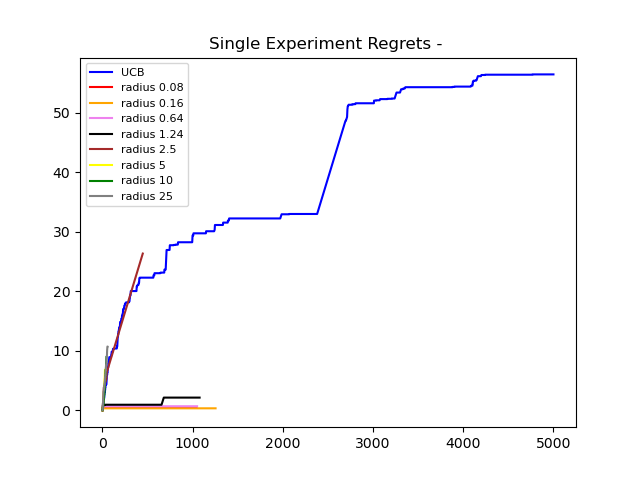 Single Experiment Regrets -
UCB
radius 0.08
radius 0.16
radius 0.64
radius 1.24
radius 2.5
radius 5
radius 10
radius 25
50
40
30
20
10
0
0 1000 2000 3000 4000 5000